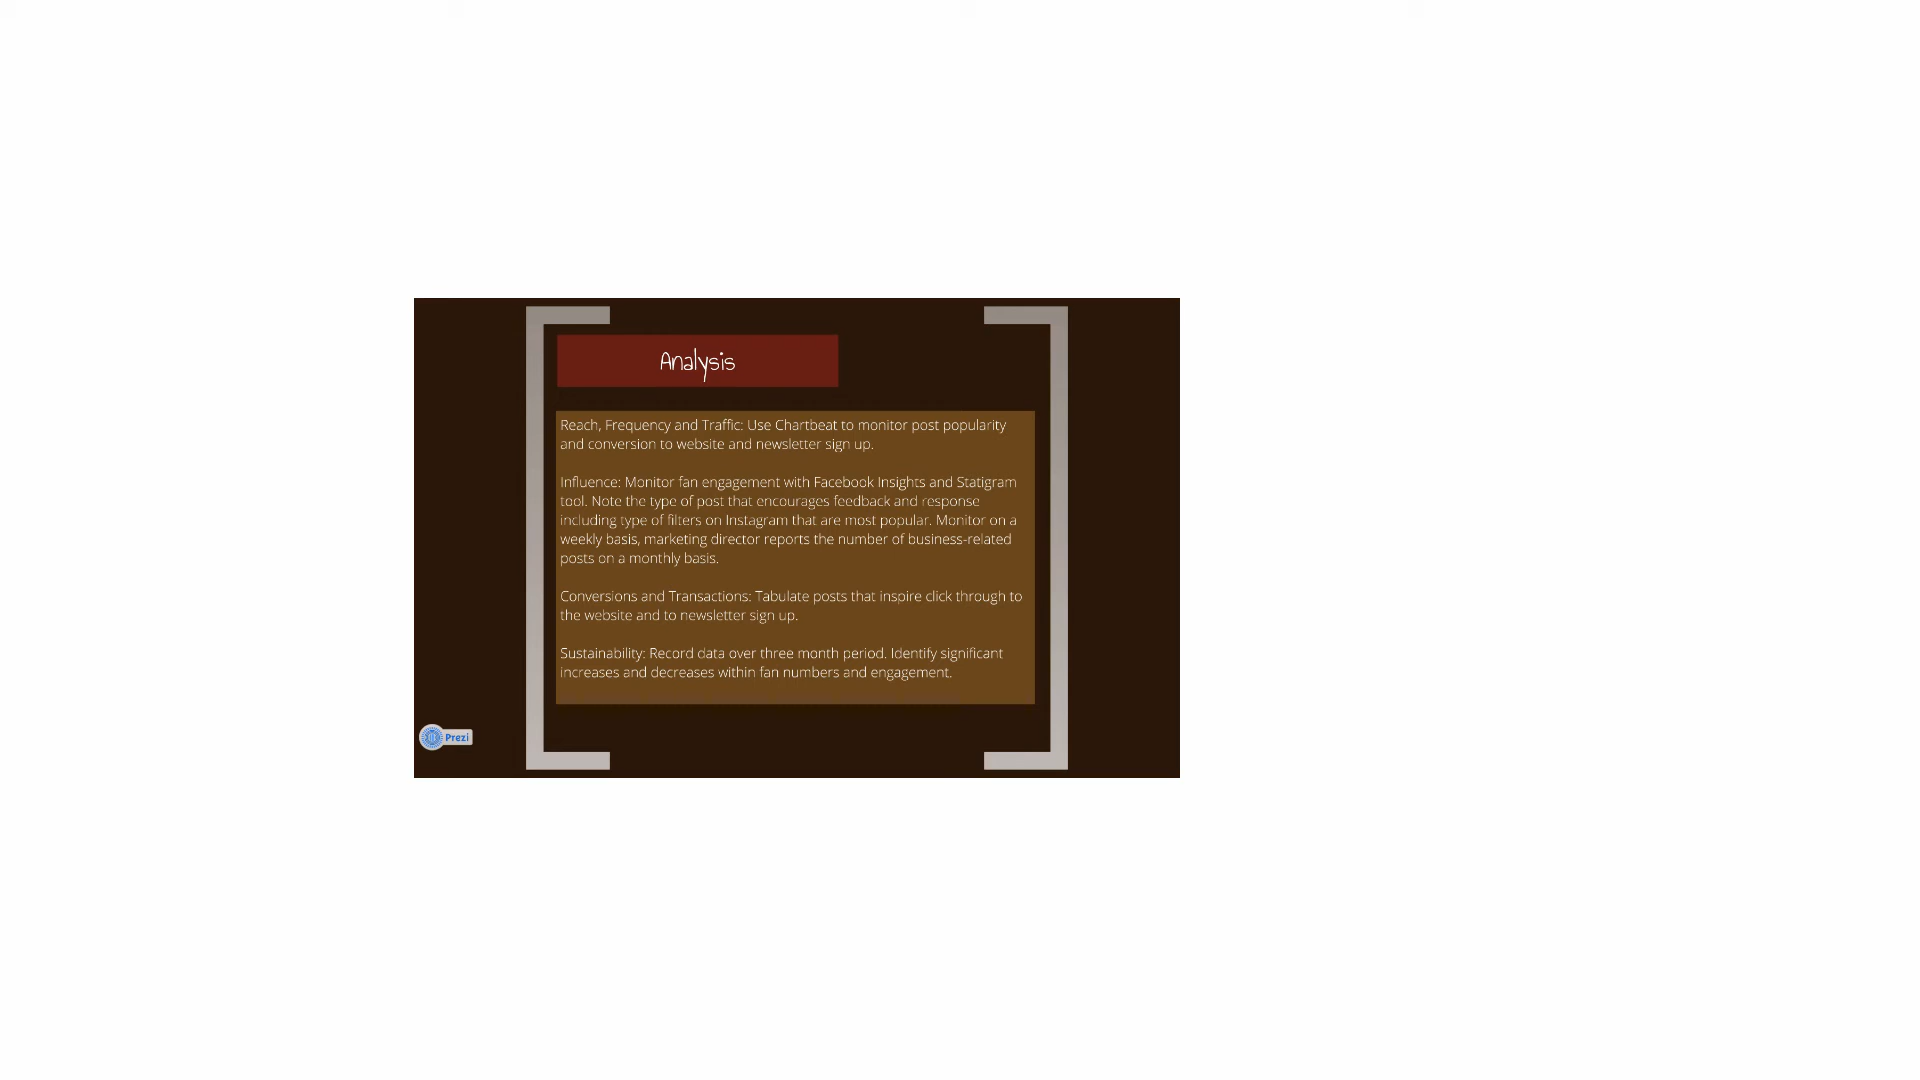 Analysis
Reach, Frequency and Traffic: Use Chartbeat to monitor post popularity
and conversion to website and newsletter sign up.
Influence: Monitor fan engagement with Facebook Insights and Statigram
tool. Note the type of post that encourages feedback and response
including type of filters on Instagram that are most popular. Monitor on a
weekly basis, marketing director reports the number of business-related
posts on a monthly basis.
Conversions and Transactions: Tabulate posts that inspire click through to
the website and to newsletter sign up.
Sustainability: Record data over three month period. Identify significant
increases and decreases within fan numbers and engagement.
Prezi